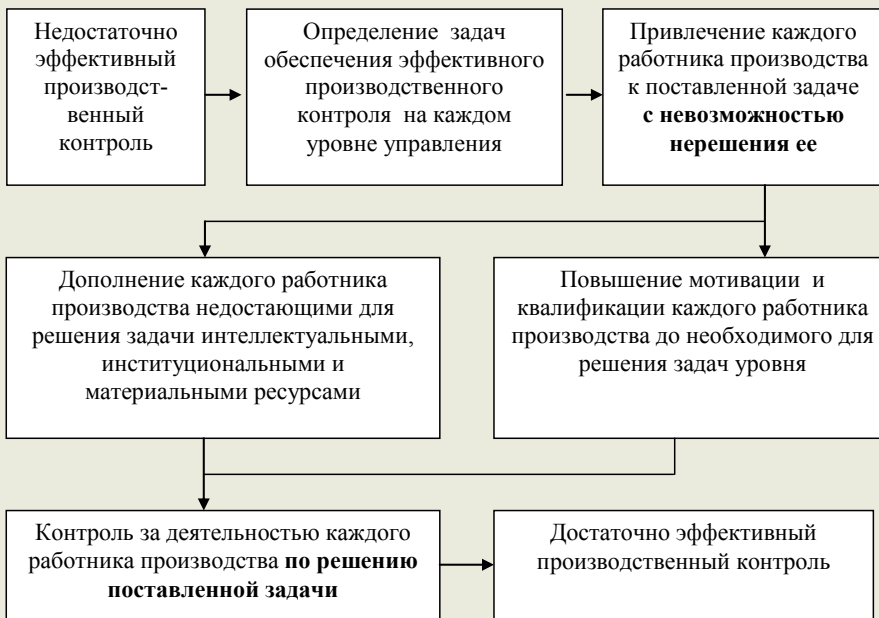 Недостаточно
эффективный
производст-
венный
контроль
Определение задач
обеспечения эффективного
производственного
контроля на каждом
уровне управления
Привлечение каждого
работника производства
к поставленной задаче
с невозможностью
нерешения ее
Дополнение каждого работника
производства недостающими для
решения задачи интеллектуальными,
институциональными и
материальными ресурсами
Повышение мотивации и
квалификации каждого работника
производства до необходимого для
решения задач уровня
Контроль за деятельностью каждого
работника производства по решению
поставленной задачи
Достаточно эффективный
производственный контроль